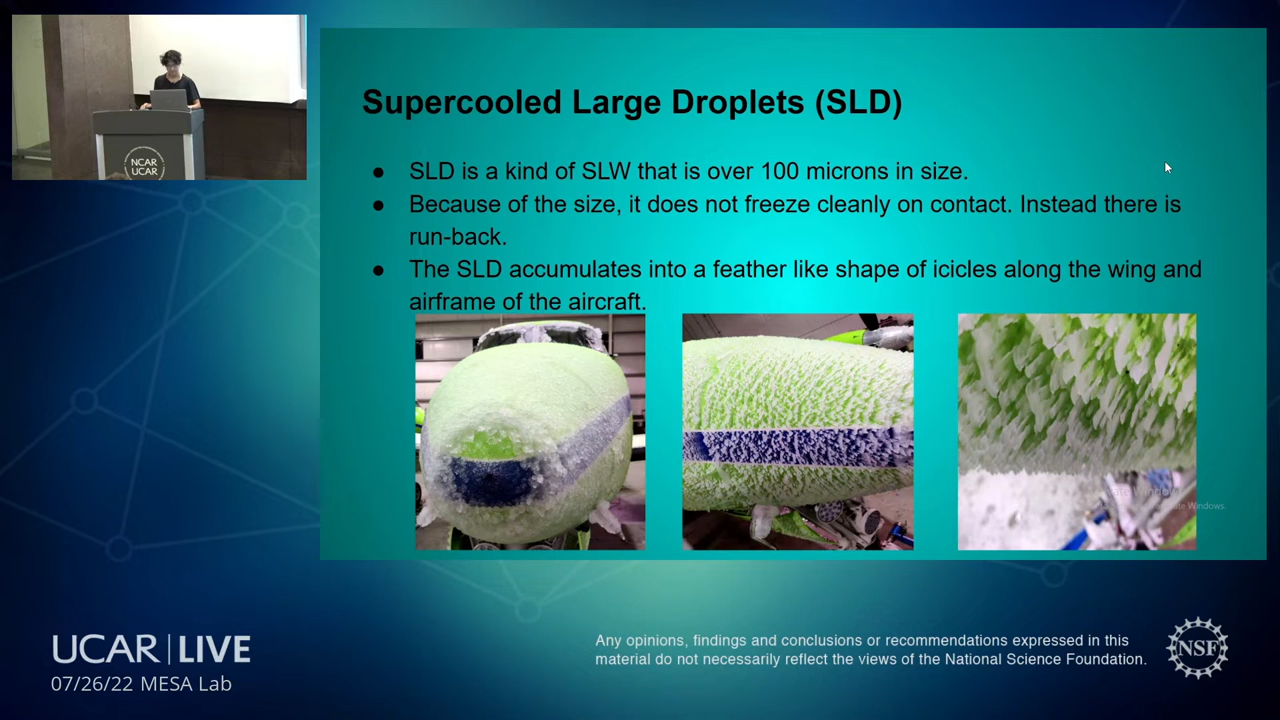 NCAR
UCAR
Supercooled Large Droplets (SLD)
● SLD is a kind of SLW that is over 100 microns in size.
● Because of the size, it does not freeze cleanly on contact. Instead there is
run-back.
● The SLD accumulates into a feather like shape of icicles along the wing and
airframe of the aircraft.
Windows.
UCAR | LIVE
07/26/22 MESA Lab
Any opinions, findings and conclusions or recommendations expressed in this
material do not necessarily reflect the views of the National Science Foundation.
NSF